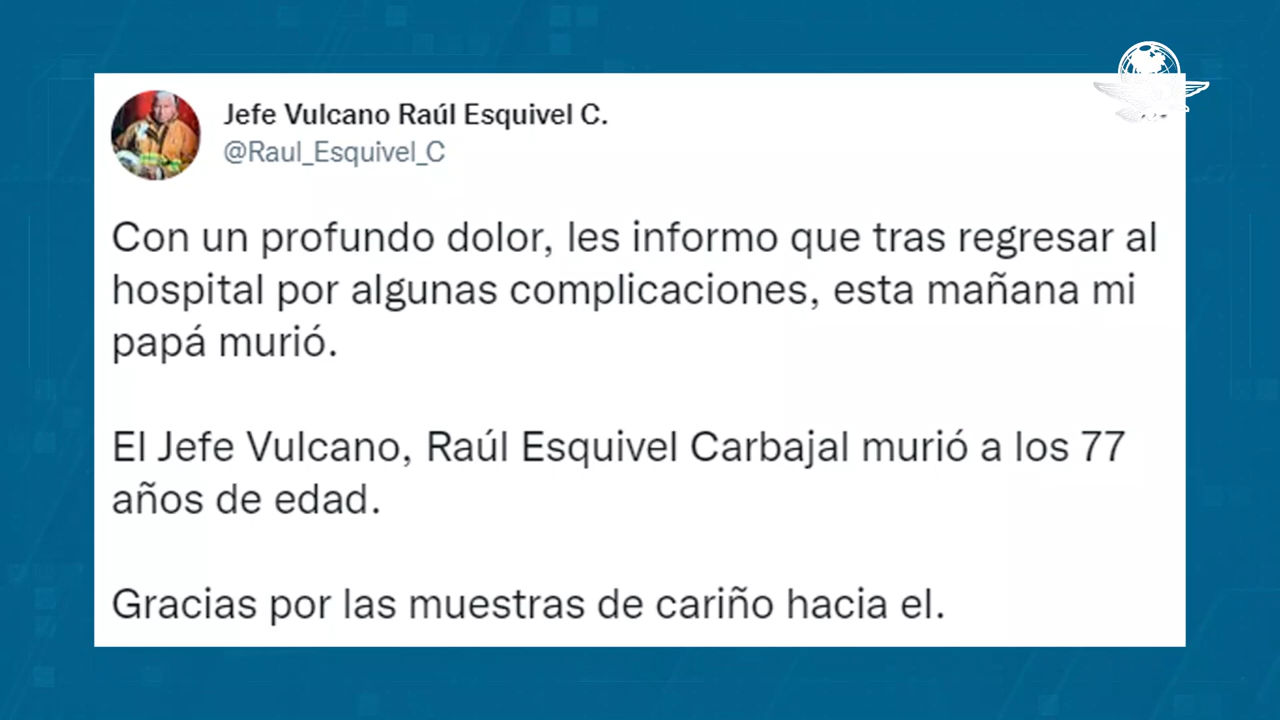 Jefe Vulcano Raúl Esquivel C.
@Raul_Esquivel_C
Con un profundo dolor, les informo que tras regresar al
hospital por algunas complicaciones, esta mañana mi
papá murió.
El Jefe Vulcano, Raúl Esquivel Carbajal murió a los 77
años de edad.
Gracias por las muestras de cariño hacia el.